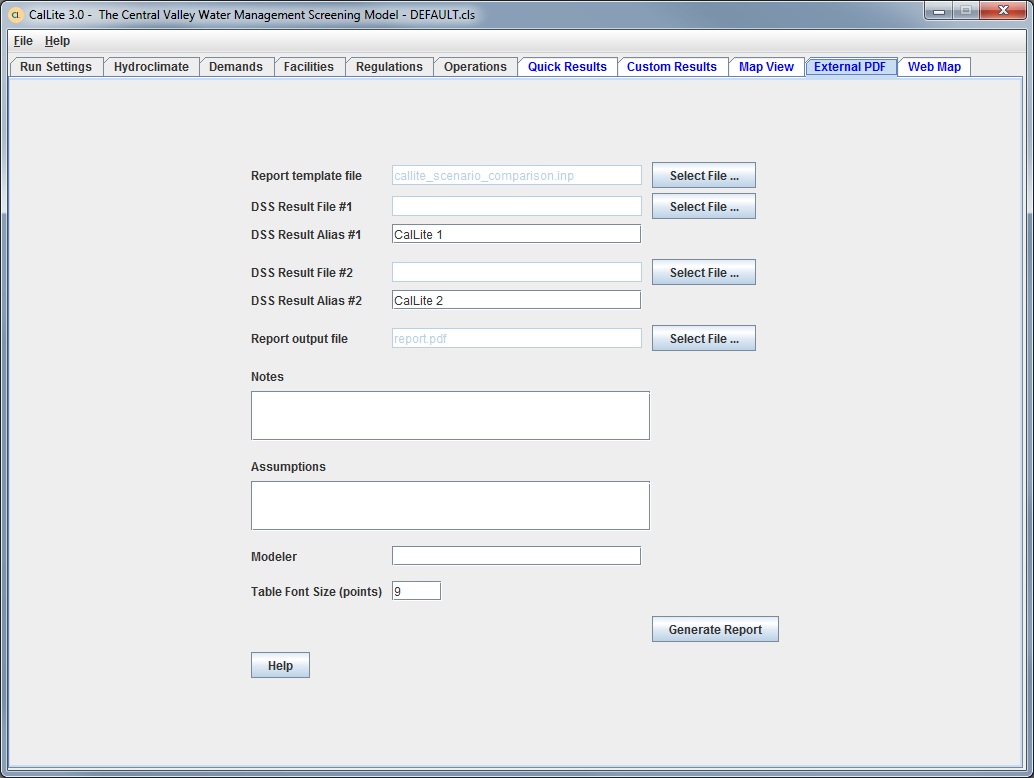 CL CalLite 3.0 -  The Central Valley Water Management Screening Model - DEFAULT.cls
File Help
Run Settings Hydroclimate Demands Facilities Regulations Operations Quick Results Custom Results Map View External PDF Web Map
Report template file callite_scenario_comparison.inp Select File ...
DSS Result File #1 Select File ...
DSS Result Alias #1 CalLite 1
DSS Result File #2 Select File ...
DSS Result Alias #2 CalLite 2
Report output file report.pdf Select File ...
Notes
Assumptions
Modeler
Table Font Size (points) 9
Generate Report
Help